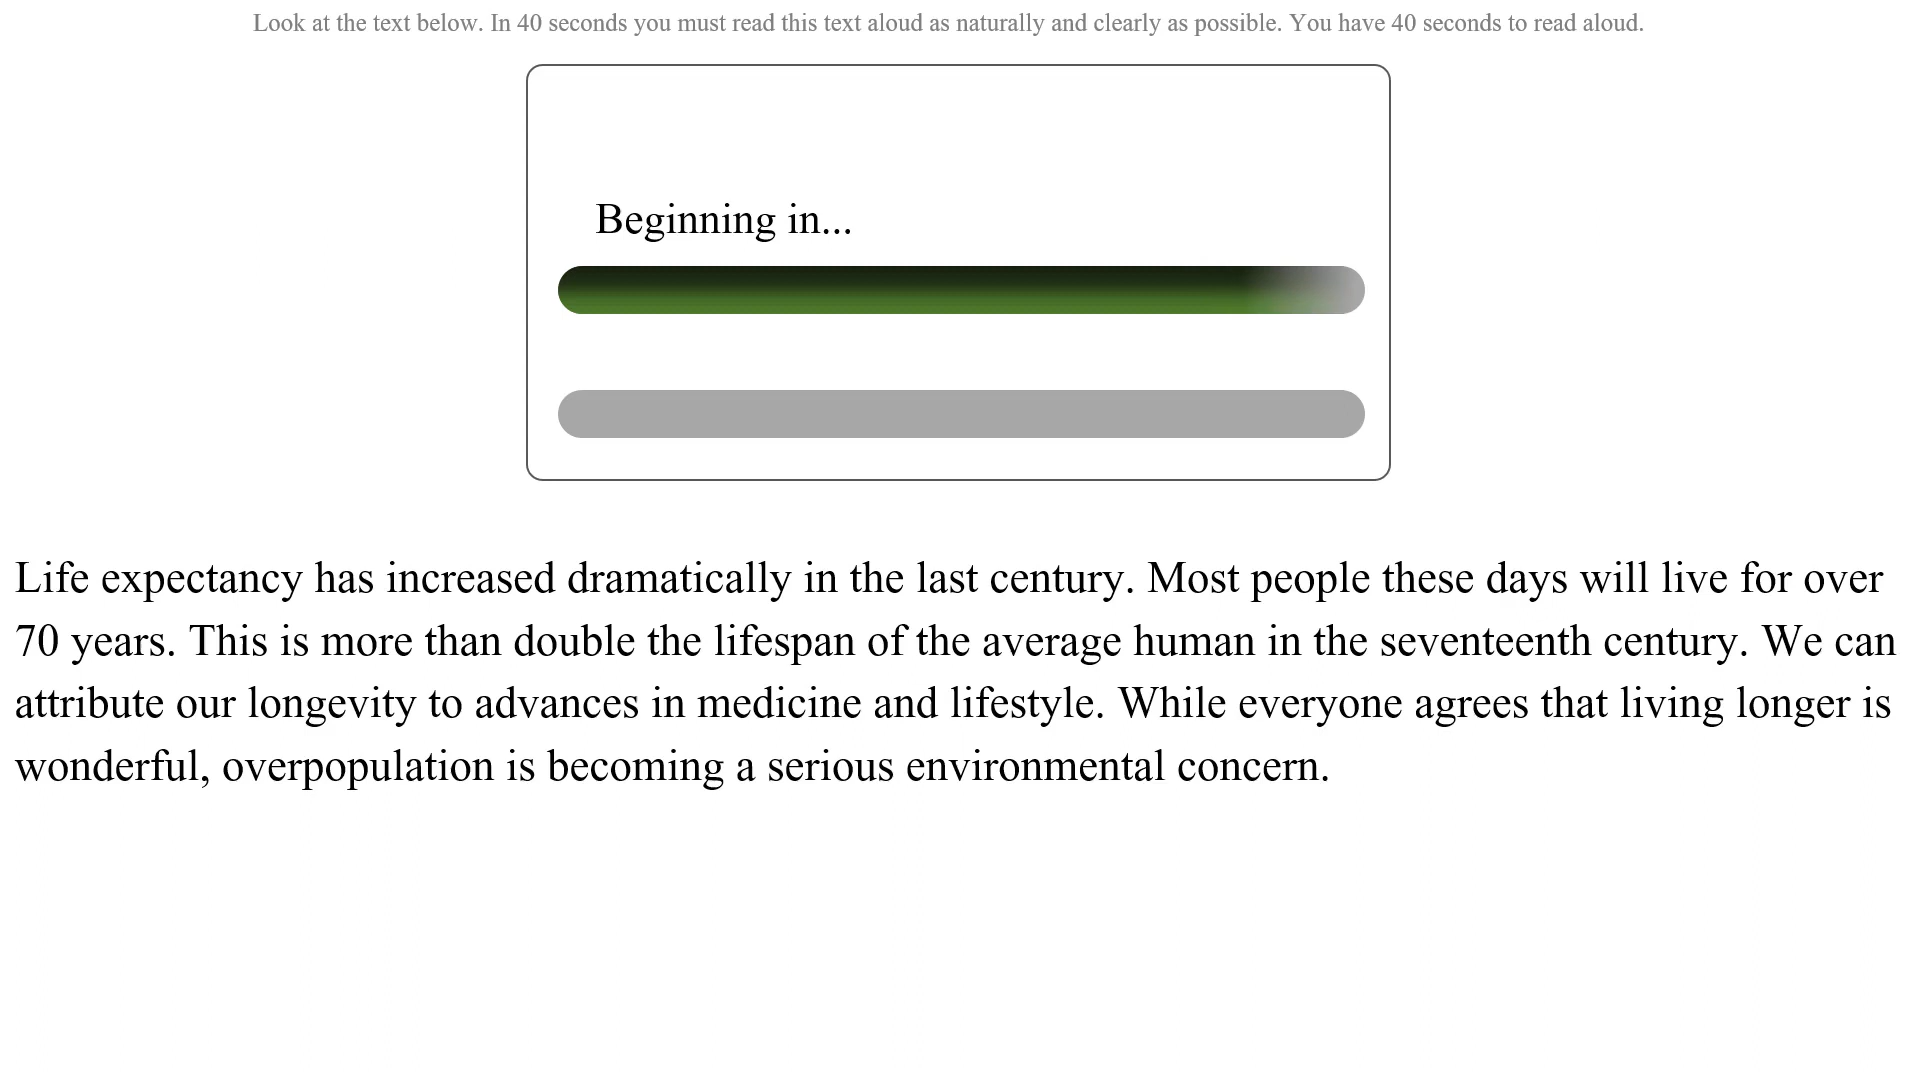 Look at the text below. In 40 seconds you must read this text aloud as naturally and clearly as possible. You have 40 seconds to read aloud.
Beginning in...
Life expectancy has increased dramatically in the last century. Most people these days will live for over
70 years. This is more than double the lifespan of the average human in the seventeenth century. We can
attribute our longevity to advances in medicine and lifestyle. While everyone agrees that living longer is
wonderful, overpopulation is becoming a serious environmental concern.